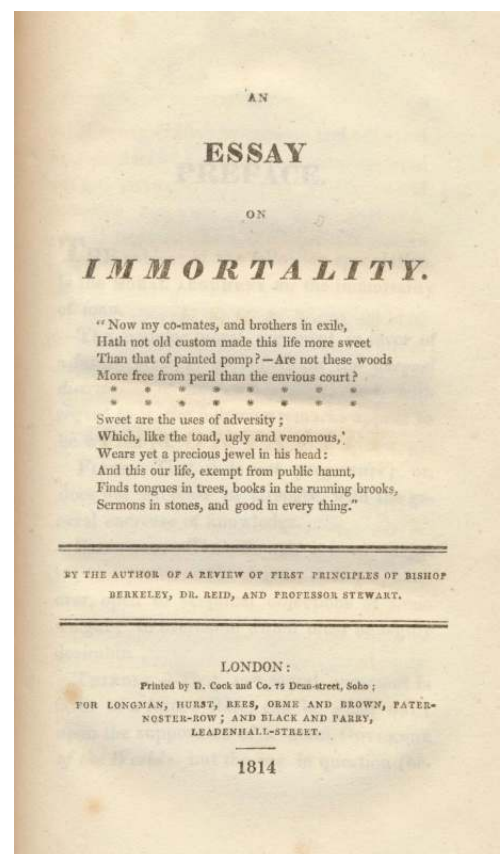 AN
ESSAY
ON
IMMORTALITY.
"Now my co-mates, and brothers in exile,
Hath not old custom made this life more sweet
Than that of painted pomp?—Are not these woods
More free from peril than the envious court?
* * * * * * * *
* * * * * * * *
Sweet are the uses of adversity;
Which, like the toad, ugly and venomous,
Wears yet a precious jewel in his head:
And this our life, exempt from public haunt,
Finds tongues in trees, books in the running brooks,
Sermons in stones, and good in every thing."
BY THE AUTHOR OF A REVIEW OF FIRST PRINCIPLES OF BISHOP
BERKELEY, DR. REID, AND PROFESSOR STEWART.
LONDON:
Printed by D. Cock and Co. 75 Dean-street, Soho;
FOR LONGMAN, HURST, REES, ORME AND BROWN, PATER-
NOSTER-ROW; AND BLACK AND PARRY,
LEADENHALL-STREET.
1814